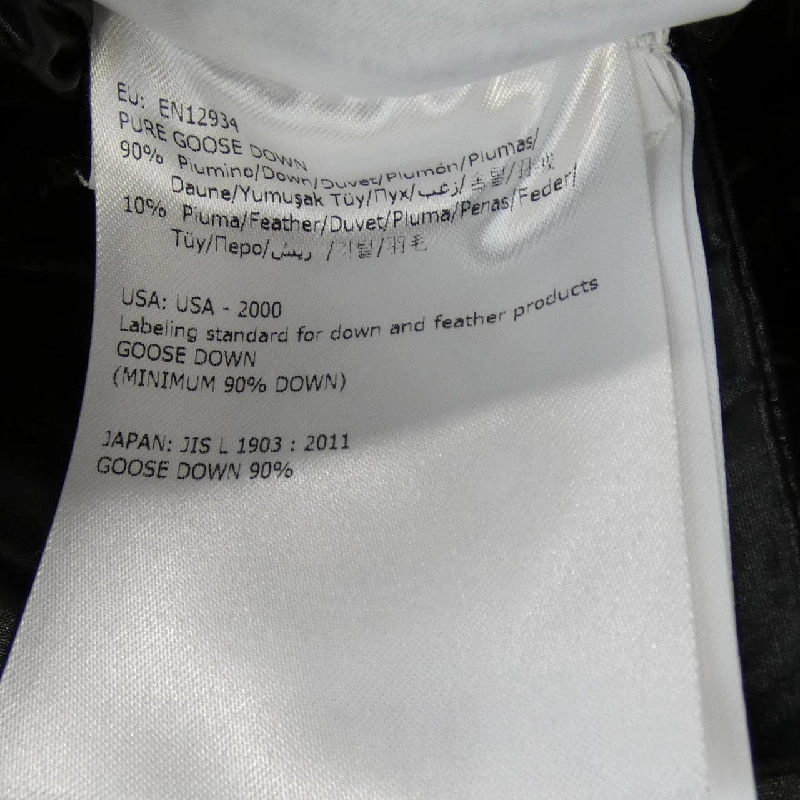 EU: EN12934
PURE GOOSE DOWN
90% Piumino/Down/Duvet/Plumón/Plumas/
Daune/Yumuşak Tüy/Пух/زغب/솜털/
10% Piuma/Feather/Duvet/Pluma/Penas/Feder/
Tüy/Перо/ريش/깃털/羽毛
USA: USA - 2000
Labeling standard for down and feather products
GOOSE DOWN
(MINIMUM 90% DOWN)
JAPAN: JIS L 1903 : 2011
GOOSE DOWN 90%